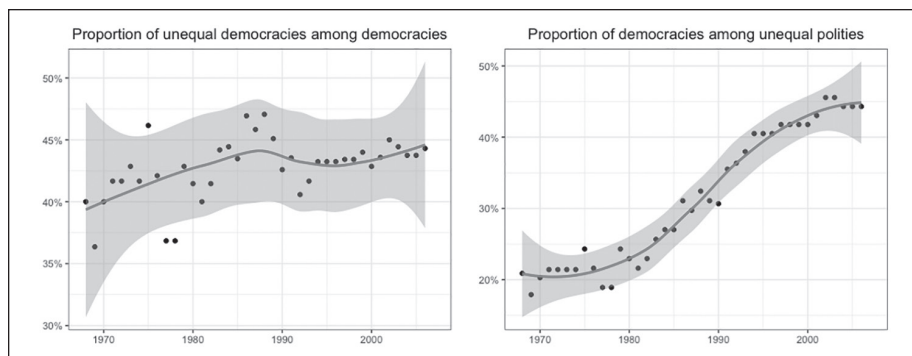 Proportion of unequal democracies among democracies
50%
45%
40%
35%
30%
1970 1980 1990 2000
Proportion of democracies among unequal polities
50%
40%
30%
20%
1970 1980 1990 2000